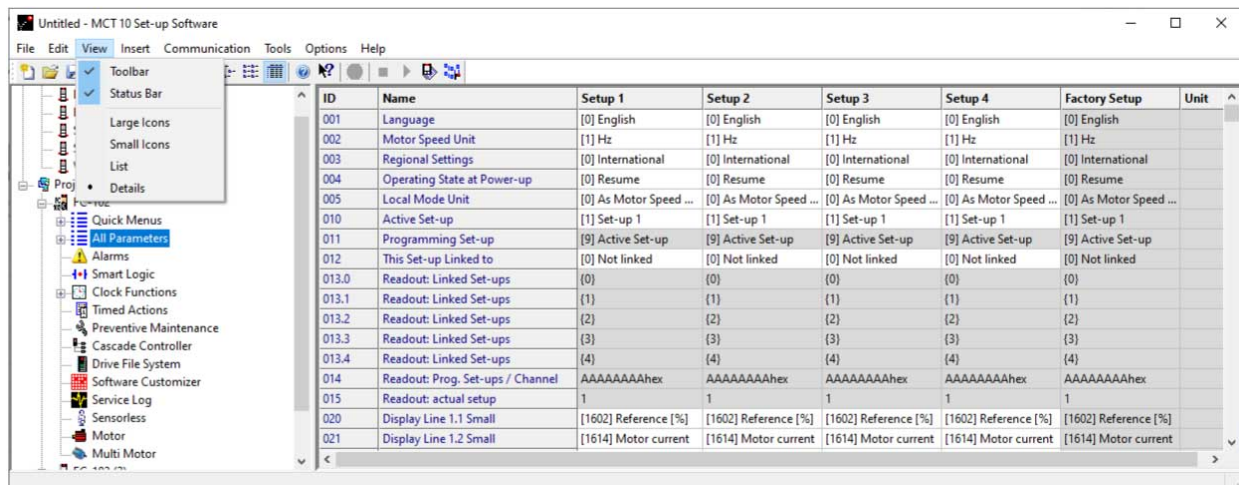 Untitled - MCT 10 Set-up Software
File Edit View Insert Communication Tools Options Help
Toolbar
Status Bar
Large Icons
Small Icons
List
Details
Quick Menus
All Parameters
Alarms
Smart Logic
Clock Functions
Timed Actions
Preventive Maintenance
Cascade Controller
Drive File System
Software Customizer
Service Log
Sensorless
Motor
Multi Motor
ID Name Setup 1 Setup 2 Setup 3 Setup 4 Factory Setup Unit
001 Language [0] English [0] English [0] English [0] English [0] English
002 Motor Speed Unit [1] Hz [1] Hz [1] Hz [1] Hz [1] Hz
003 Regional Settings [0] International [0] International [0] International [0] International [0] International
004 Operating State at Power-up [0] Resume [0] Resume [0] Resume [0] Resume [0] Resume
005 Local Mode Unit [0] As Motor Speed ... [0] As Motor Speed ... [0] As Motor Speed ... [0] As Motor Speed ... [0] As Motor Speed ...
010 Active Set-up [1] Set-up 1 [1] Set-up 1 [1] Set-up 1 [1] Set-up 1 [1] Set-up 1
011 Programming Set-up [9] Active Set-up [9] Active Set-up [9] Active Set-up [9] Active Set-up [9] Active Set-up
012 This Set-up Linked to [0] Not linked [0] Not linked [0] Not linked [0] Not linked [0] Not linked
013.0 Readout: Linked Set-ups {0} {0} {0} {0} {0}
013.1 Readout: Linked Set-ups {1} {1} {1} {1} {1}
013.2 Readout: Linked Set-ups {2} {2} {2} {2} {2}
013.3 Readout: Linked Set-ups {3} {3} {3} {3} {3}
013.4 Readout: Linked Set-ups {4} {4} {4} {4} {4}
014 Readout: Prog. Set-ups / Channel AAAAAAAAhex AAAAAAAAhex AAAAAAAAhex AAAAAAAAhex AAAAAAAAhex
015 Readout: actual setup 1 1 1 1 1
020 Display Line 1.1 Small [1602] Reference [%] [1602] Reference [%] [1602] Reference [%] [1602] Reference [%] [1602] Reference [%]
021 Display Line 1.2 Small [1614] Motor current [1614] Motor current [1614] Motor current [1614] Motor current [1614] Motor current